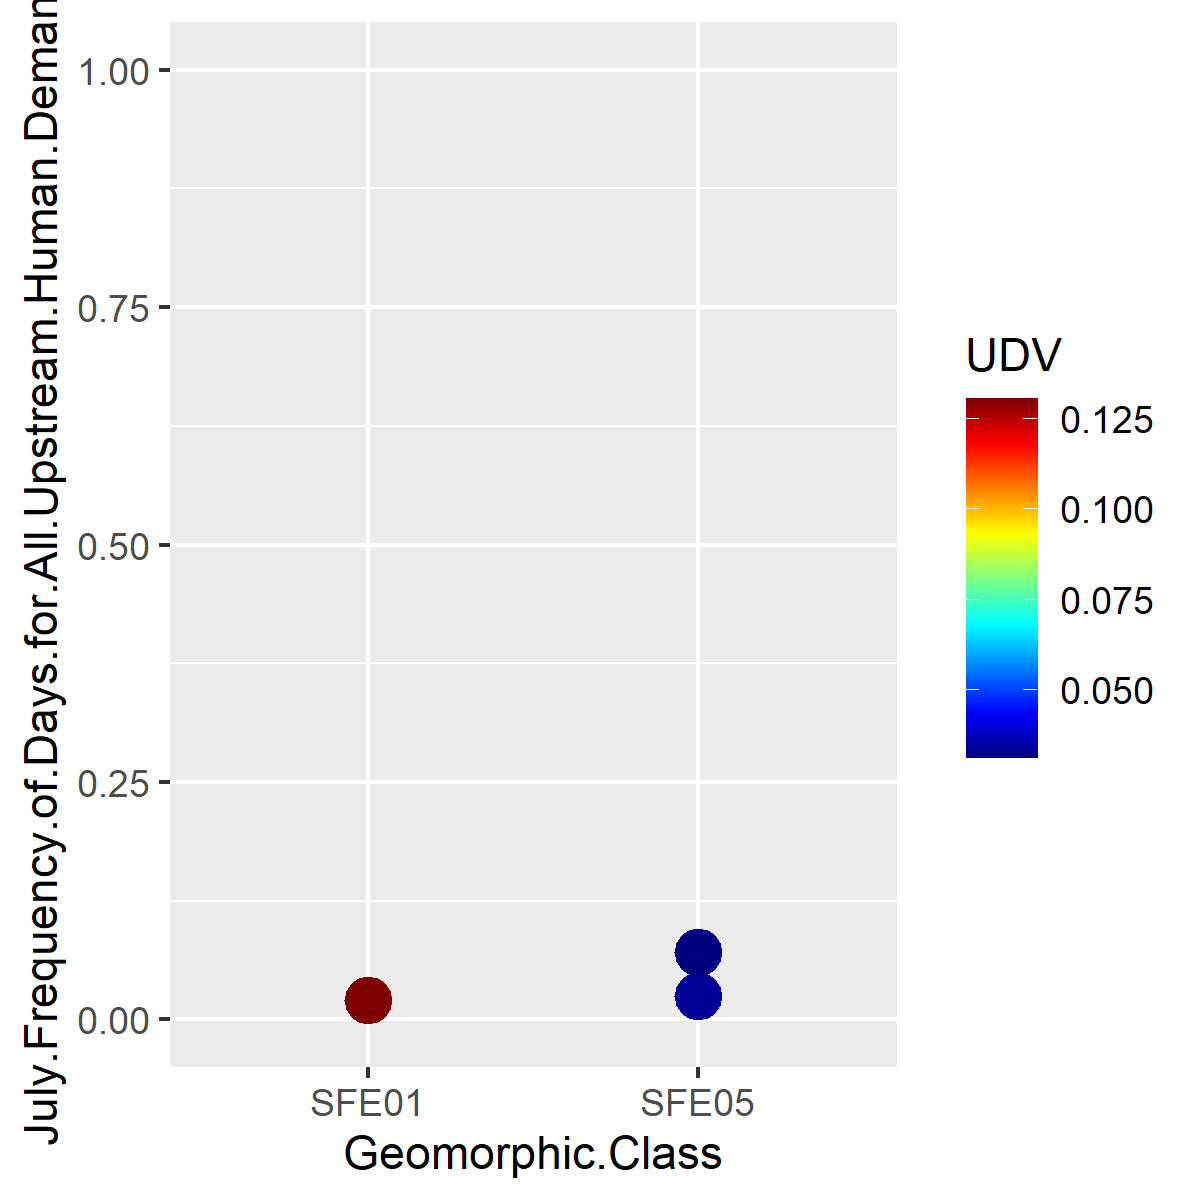 July.Frequency.of.Days.for.All.Upstream.Human.Deman
1.00
0.75
0.50
0.25
0.00
SFE01 SFE05
Geomorphic.Class
UDV
0.125
0.100
0.075
0.050